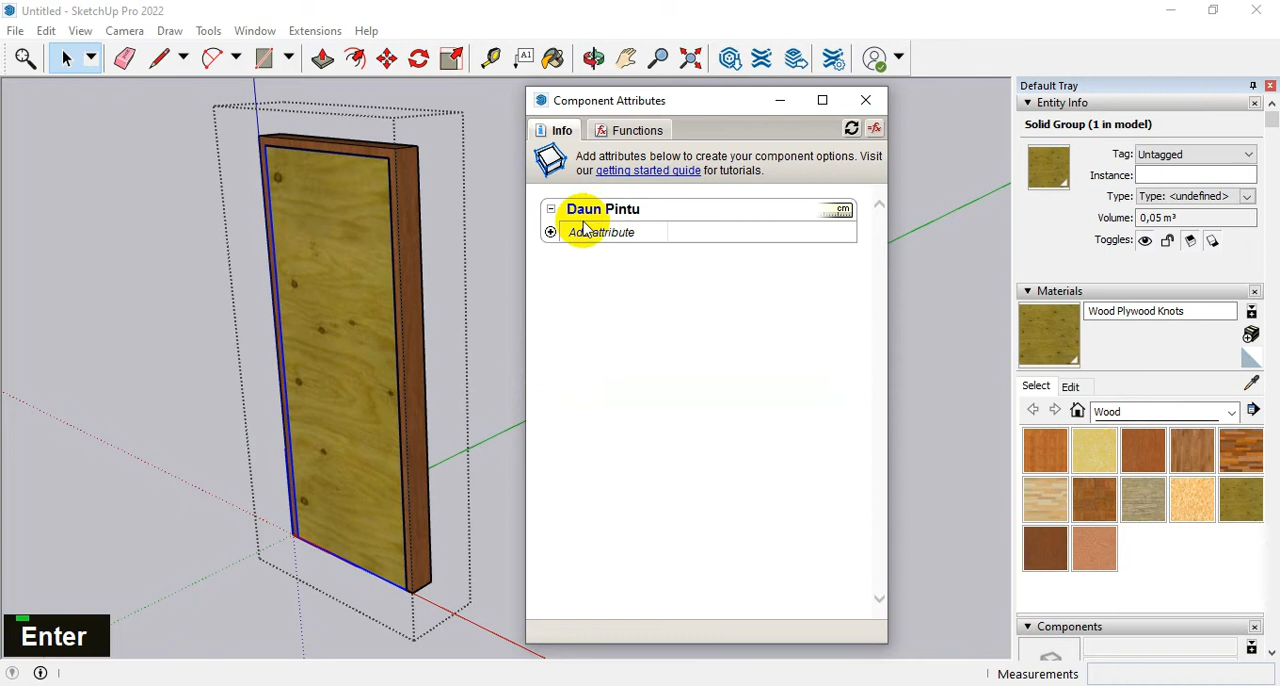 Untitled - SketchUp Pro 2022
File Edit View Camera Draw Tools Window Extensions Help
A1
Component Attributes
Info
Functions
=fx
Add attributes below to create your component options. Visit
our getting started guide for tutorials.
Daun Pintu
cm
Add attribute
Default Tray
Entity Info
Solid Group (1 in model)
Tag: Untagged
Instance:
Type: Type: <undefined>
Volume: 0,05 m³
Toggles:
Materials
Wood Plywood Knots
Select Edit
Wood
Components
Enter
Measurements